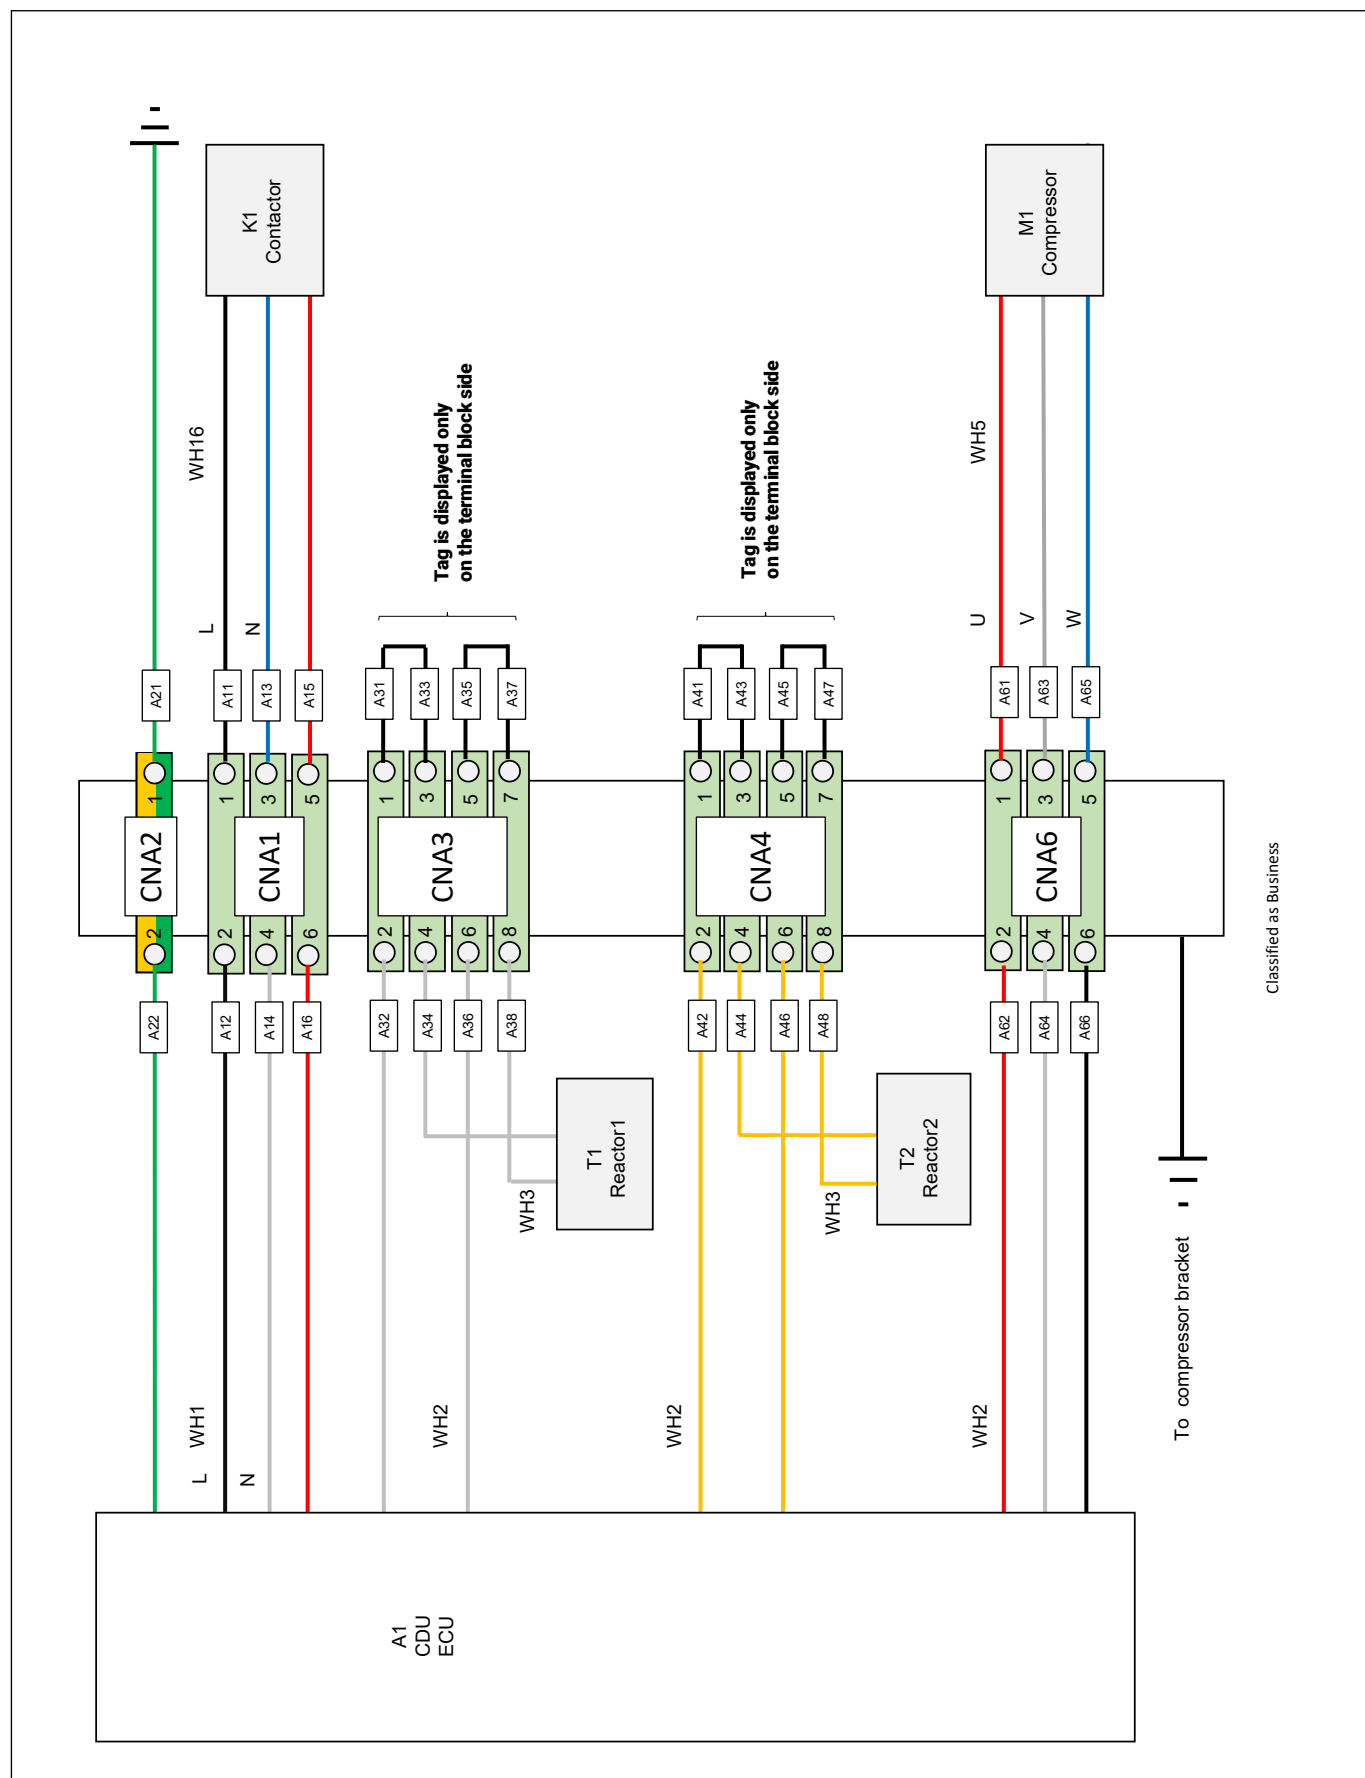 A22
2
CNA2
1
A21
L
WH1
A12
2
1
A11
L
WH16
N
A14
4
CNA1
3
A13
N
K1
Contactor
A16
6
5
A15
A1
CDU
ECU
A32
2
1
A31
WH2
A34
4
CNA3
3
A33
Tag is displayed only
on the terminal block side
A36
6
5
A35
A38
8
7
A37
WH3
T1
Reactor1
WH2
A42
2
1
A41
A44
4
CNA4
3
A43
Tag is displayed only
on the terminal block side
A46
6
5
A45
A48
8
7
A47
WH3
T2
Reactor2
WH2
A62
2
1
A61
U
WH5
A64
4
CNA6
3
A63
V
M1
Compressor
A66
6
5
A65
W
To compressor bracket
Classified as Business